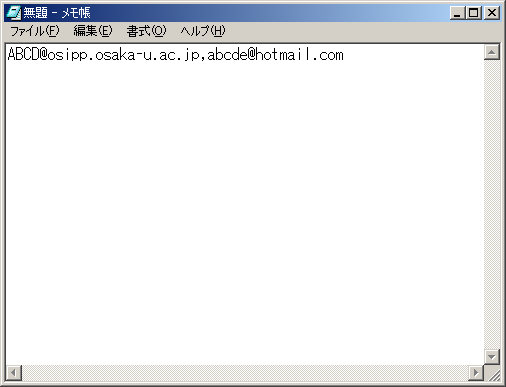 無題 - メモ帳
ファイル(F) 編集(E) 書式(O) ヘルプ(H)
ABCD@osipp.osaka-u.ac.jp,abcde@hotmail.com